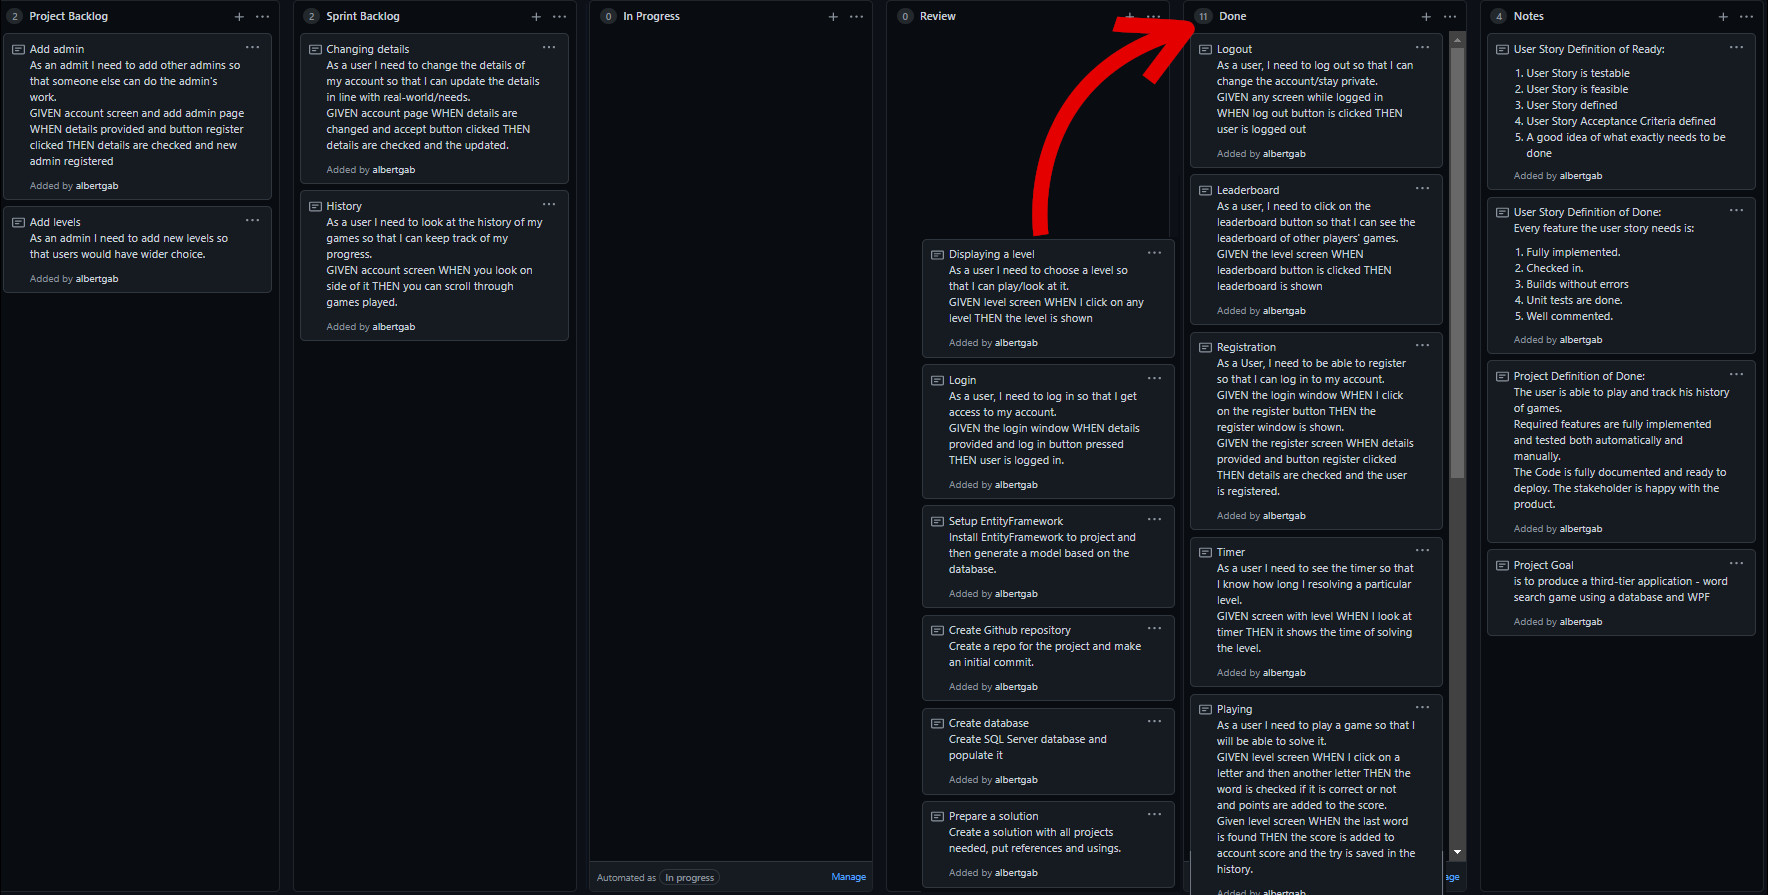 2 Project Backlog
Add admin
As an admit I need to add other admins so
that someone else can do the admin's
work.
GIVEN account screen and add admin page
WHEN details provided and button register
clicked THEN details are checked and new
admin registered
Added by albertgab
Add levels
As an admin I need to add new levels so
that users would have wider choice.
Added by albertgab
2 Sprint Backlog
Changing details
As a user I need to change the details of
my account so that I can update the details
in line with real-world/needs.
GIVEN account page WHEN details are
changed and accept button clicked THEN
details are checked and the updated.
Added by albertgab
History
As a user I need to look at the history of my
games so that I can keep track of my
progress.
GIVEN account screen WHEN you look on
side of it THEN you can scroll through
games played.
Added by albertgab
0 In Progress
Automated as In progress Manage
0 Review
Displaying a level
As a user I need to choose a level so
that I can play/look at it.
GIVEN level screen WHEN I click on any
level THEN the level is shown
Added by albertgab
Login
As a user, I need to log in so that I get
access to my account.
GIVEN the login window WHEN details
provided and log in button pressed
THEN user is logged in.
Added by albertgab
Setup EntityFramework
Install EntityFramework to project and
then generate a model based on the
database.
Added by albertgab
Create Github repository
Create a repo for the project and make
an initial commit.
Added by albertgab
Create database
Create SQL Server database and
populate it
Added by albertgab
Prepare a solution
Create a solution with all projects
needed, put references and usings.
Added by albertgab
11 Done
Logout
As a user, I need to log out so that I can
change the account/stay private.
GIVEN any screen while logged in
WHEN log out button is clicked THEN
user is logged out
Added by albertgab
Leaderboard
As a user, I need to click on the
leaderboard button so that I can see the
leaderboard of other players' games.
GIVEN the level screen WHEN
leaderboard button is clicked THEN
leaderboard is shown
Added by albertgab
Registration
As a User, I need to be able to register
so that I can log in to my account.
GIVEN the login window WHEN I click
on the register button THEN the
register window is shown.
GIVEN the register screen WHEN details
provided and button register clicked
THEN details are checked and the user
is registered.
Added by albertgab
Timer
As a user I need to see the timer so that
I know how long I resolving a particular
level.
GIVEN screen with level WHEN I look at
timer THEN it shows the time of solving
the level.
Added by albertgab
Playing
As a user I need to play a game so that I
will be able to solve it.
GIVEN level screen WHEN I click on a
letter and then another letter THEN the
word is checked if it is correct or not
and points are added to the score.
Given level screen WHEN the last word
is found THEN the score is added to
account score and the try is saved in the
history.
Added by albertgab
age
4 Notes
User Story Definition of Ready:
1. User Story is testable
2. User Story is feasible
3. User Story defined
4. User Story Acceptance Criteria defined
5. A good idea of what exactly needs to be
done
Added by albertgab
User Story Definition of Done:
Every feature the user story needs is:
1. Fully implemented.
2. Checked in.
3. Builds without errors
4. Unit tests are done.
5. Well commented.
Added by albertgab
Project Definition of Done:
The user is able to play and track his history
of games.
Required features are fully implemented
and tested both automatically and
manually.
The Code is fully documented and ready to
deploy. The stakeholder is happy with the
product.
Added by albertgab
Project Goal
is to produce a third-tier application - word
search game using a database and WPF
Added by albertgab